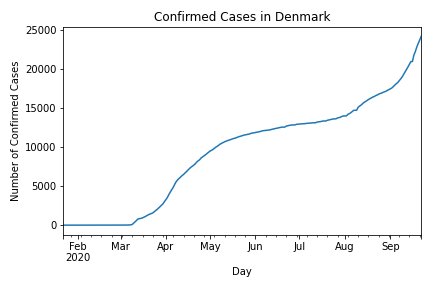 Confirmed Cases in Denmark
25000
20000
15000
10000
5000
0
Number of Confirmed Cases
Feb Mar Apr May Jun Jul Aug Sep
2020
Day